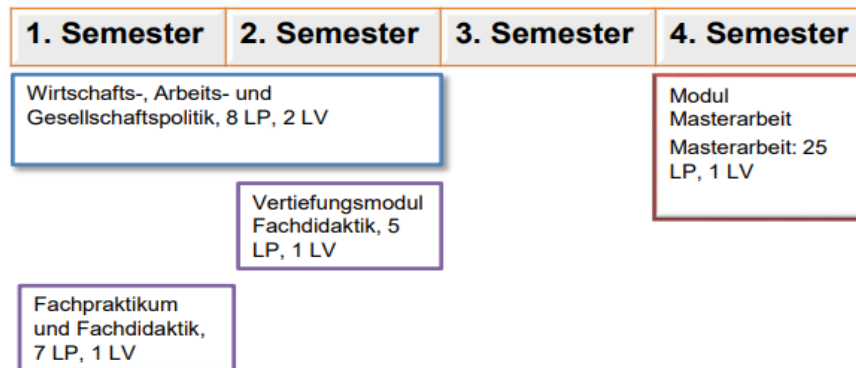 1. Semester 2. Semester 3. Semester 4. Semester
Wirtschafts-, Arbeits- und
Gesellschaftspolitik, 8 LP, 2 LV
Modul
Masterarbeit
Masterarbeit: 25
LP, 1 LV
Vertiefungsmodul
Fachdidaktik, 5
LP, 1 LV
Fachpraktikum
und Fachdidaktik,
7 LP, 1 LV